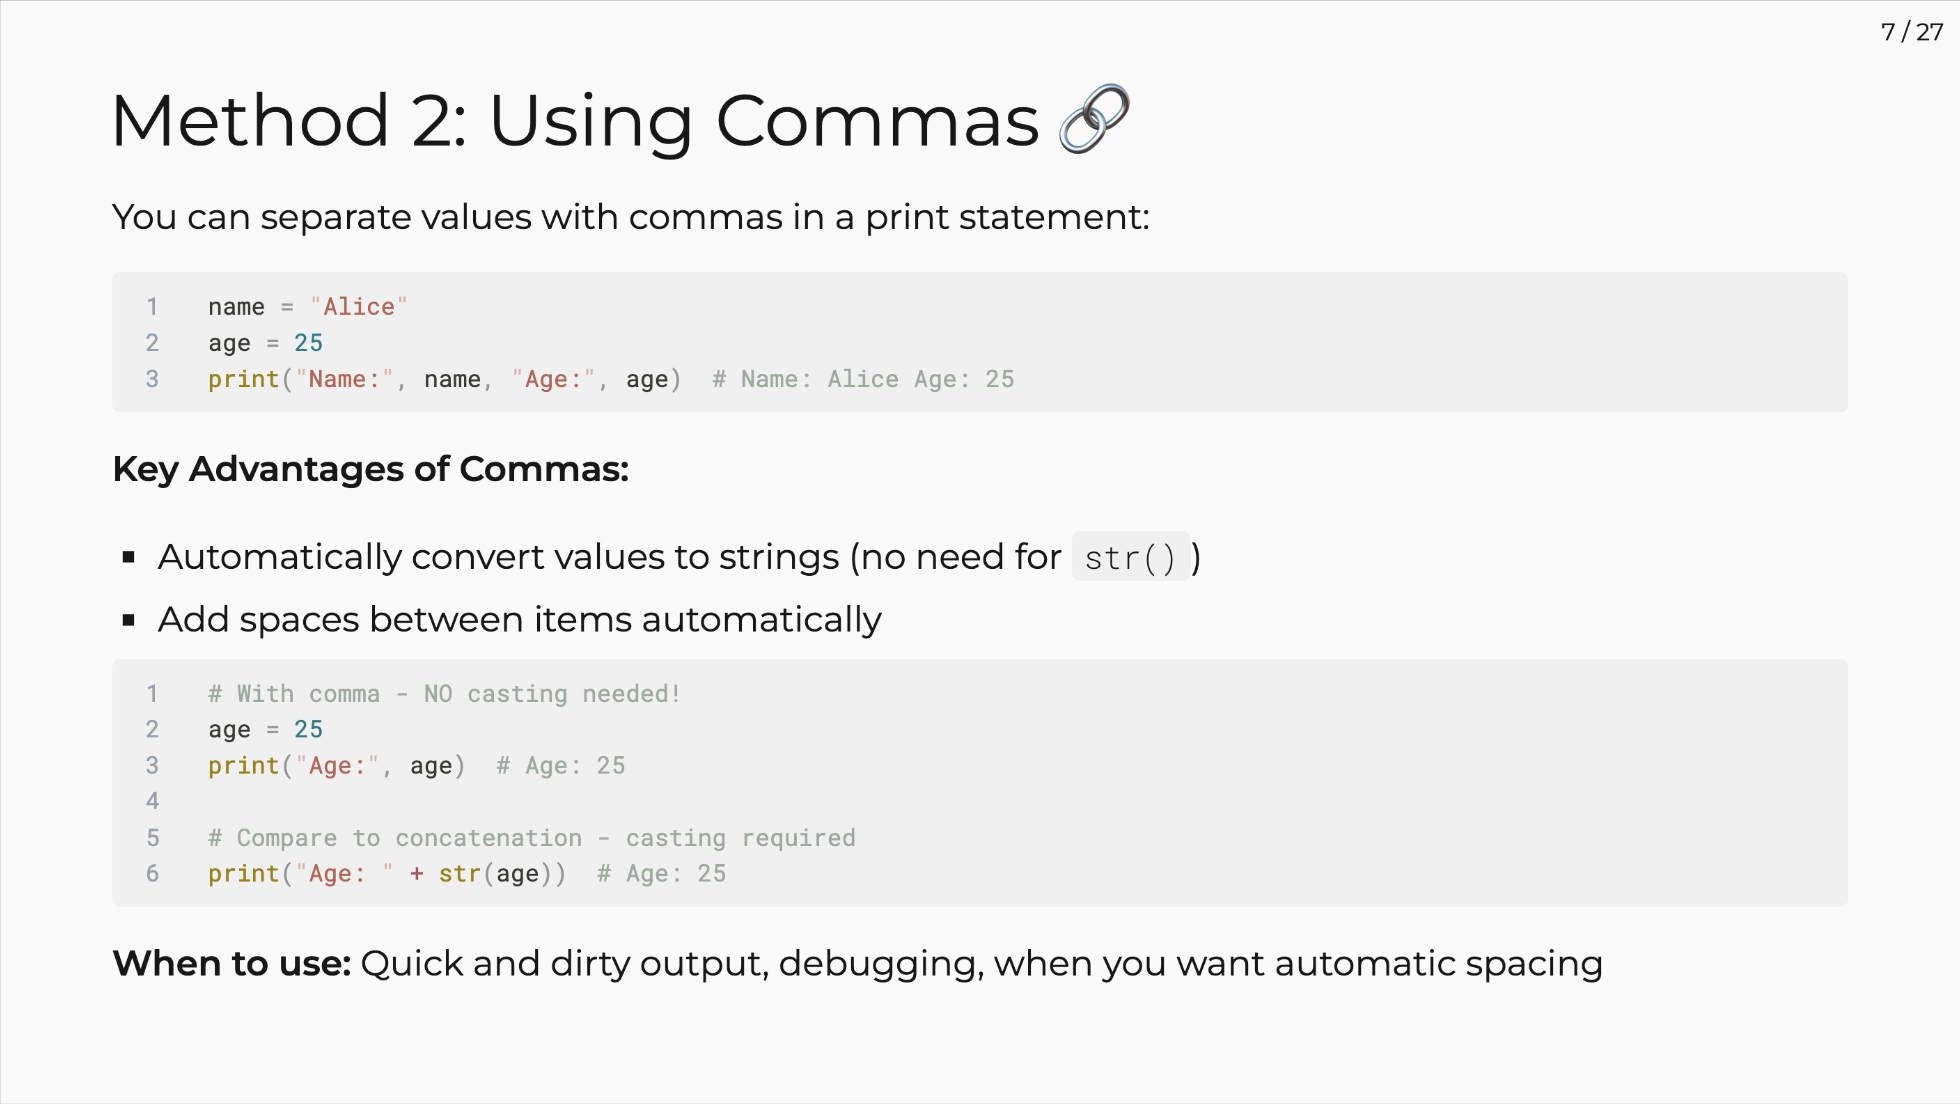 7 / 27
Method 2: Using Commas 🔗
You can separate values with commas in a print statement:
1 name = "Alice"
2 age = 25
3 print("Name:", name, "Age:", age)  # Name: Alice Age: 25
Key Advantages of Commas:
▪ Automatically convert values to strings (no need for str() )
▪ Add spaces between items automatically
1 # With comma - NO casting needed!
2 age = 25
3 print("Age:", age)  # Age: 25
4
5 # Compare to concatenation - casting required
6 print("Age: " + str(age))  # Age: 25
When to use: Quick and dirty output, debugging, when you want automatic spacing